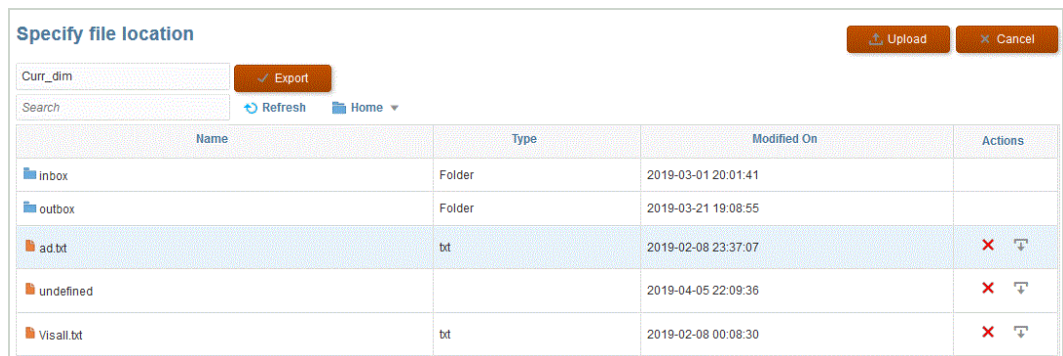 Specify file location
Upload
Cancel
Curr_dim
Export
Search
Refresh
Home
Name Type Modified On Actions
inbox Folder 2019-03-01 20:01:41
outbox Folder 2019-03-21 19:08:55
ad.txt txt 2019-02-08 23:37:07
undefined 2019-04-05 22:09:36
Visall.txt txt 2019-02-08 00:08:30